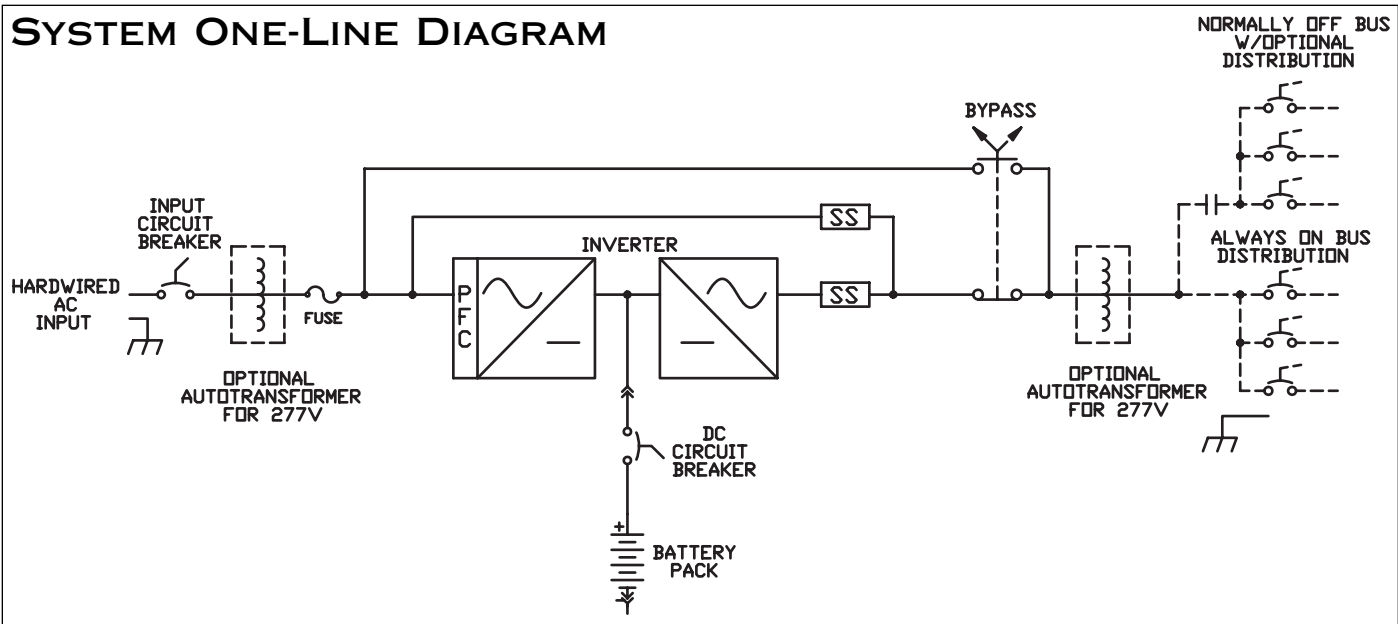 SYSTEM ONE-LINE DIAGRAM
NORMALLY OFF BUS
W/OPTIONAL
DISTRIBUTION
BYPASS
INPUT
CIRCUIT
BREAKER
SS
INVERTER
ALWAYS ON BUS
DISTRIBUTION
HARDWIRED
AC
INPUT
FUSE
P
F
C
SS
OPTIONAL
AUTOTRANSFORMER
FOR 277V
OPTIONAL
AUTOTRANSFORMER
FOR 277V
DC
CIRCUIT
BREAKER
+
BATTERY
PACK